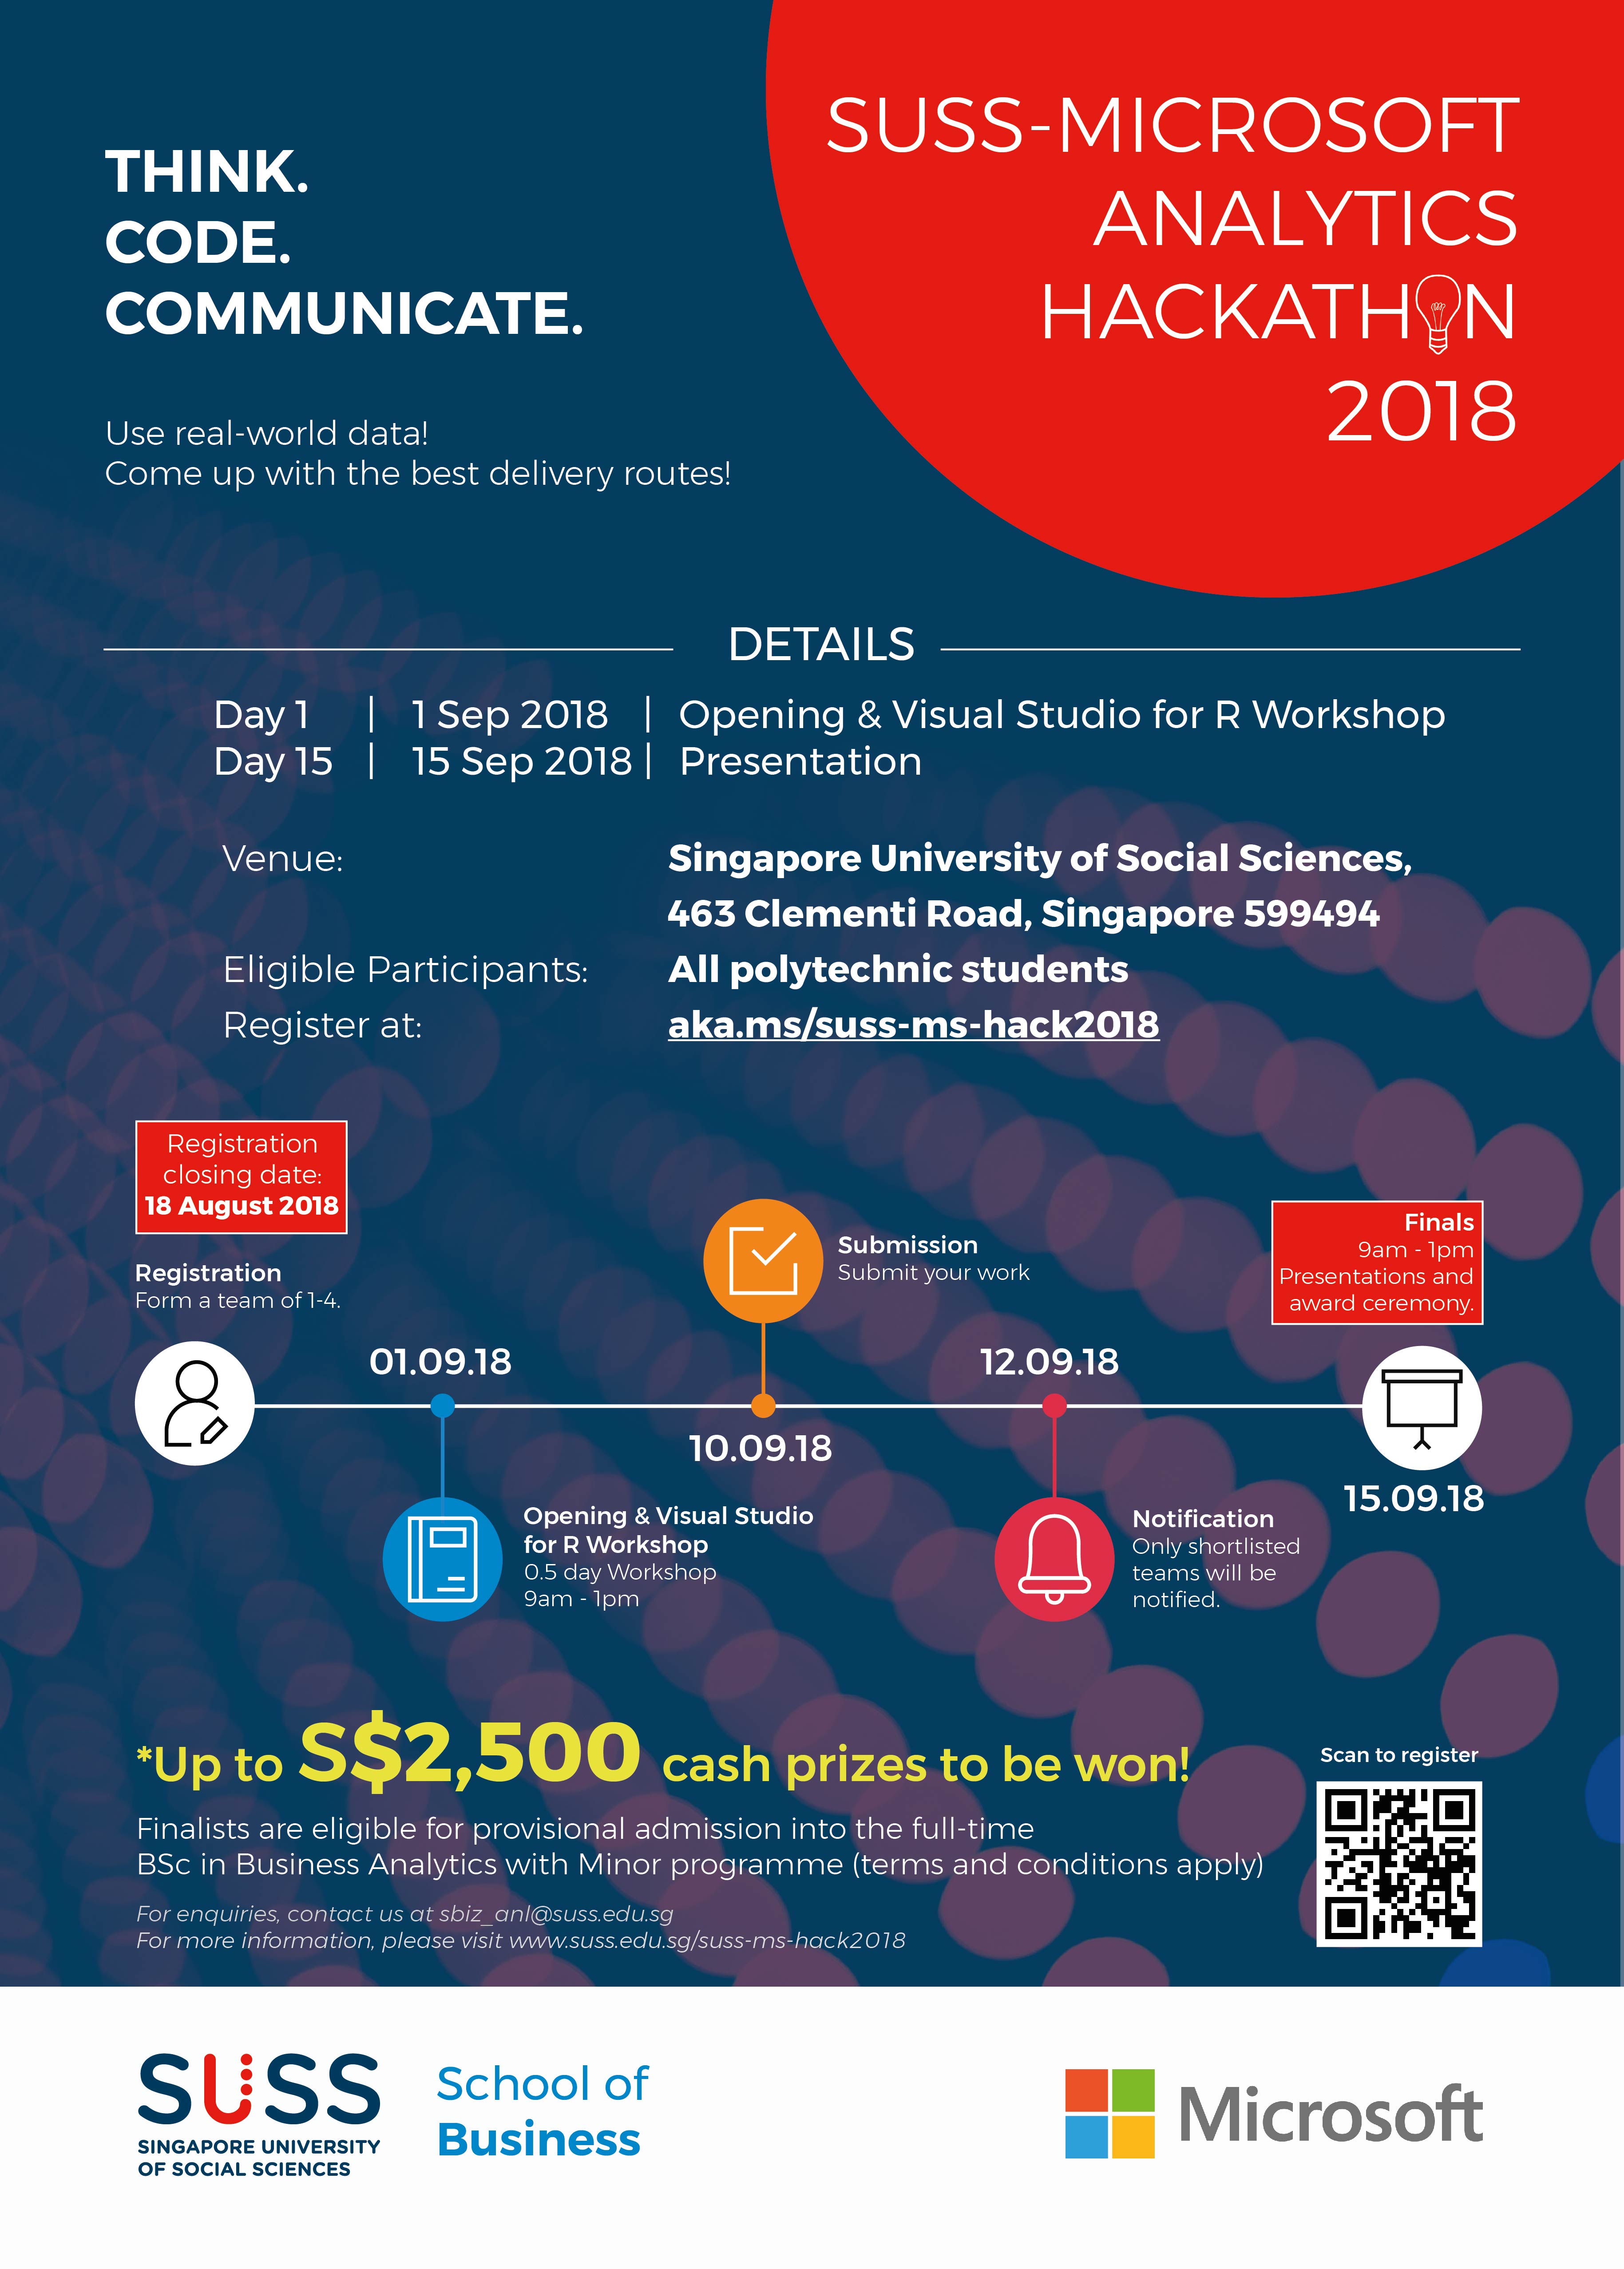 THINK.
CODE.
COMMUNICATE.
Use real-world data!
Come up with the best delivery routes!
SUSS-MICROSOFT
ANALYTICS
HACKATHON
2018
DETAILS
Day 1 | 1 Sep 2018 | Opening & Visual Studio for R Workshop
Day 15 | 15 Sep 2018 | Presentation
Venue: Singapore University of Social Sciences,
463 Clementi Road, Singapore 599494
Eligible Participants: All polytechnic students
Register at: aka.ms/suss-ms-hack2018
Registration
closing date:
18 August 2018
Registration
Form a team of 1-4.
01.09.18
Opening & Visual Studio
for R Workshop
0.5 day Workshop
9am - 1pm
Submission
Submit your work
10.09.18
12.09.18
Notification
Only shortlisted
teams will be
notified.
Finals
9am - 1pm
Presentations and
award ceremony.
15.09.18
*Up to S$2,500 cash prizes to be won!
Finalists are eligible for provisional admission into the full-time
BSc in Business Analytics with Minor programme (terms and conditions apply)
For enquiries, contact us at sbiz_anl@suss.edu.sg
For more information, please visit www.suss.edu.sg/suss-ms-hack2018
Scan to register
SUSS
SINGAPORE UNIVERSITY
OF SOCIAL SCIENCES
School of
Business
Microsoft